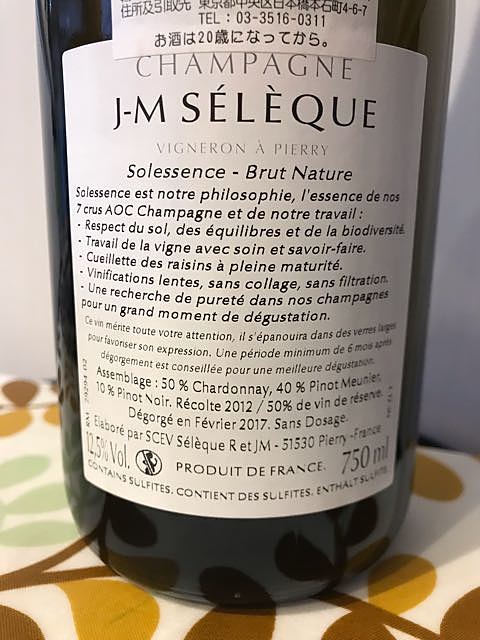 住所及引取先 東京都中央区日本橋本石町4-6-7
TEL：03-3516-0311
お酒は20歳になってから。
CHAMPAGNE
J-M SÉLÈQUE
VIGNERON À PIERRY
Solessence - Brut Nature
Solessence est notre philosophie, l'essence de nos
7 crus AOC Champagne et de notre travail :
- Respect du sol, des équilibres et de la biodiversité.
- Travail de la vigne avec soin et savoir-faire.
- Cueillette des raisins à pleine maturité.
- Vinifications lentes, sans collage, sans filtration.
- Une recherche de pureté dans nos champagnes
pour un grand moment de dégustation.
Ce vin mérite toute votre attention, il s'épanouira dans des verres larges
pour favoriser son expression. Une période minimum de 6 mois après
dégorgement est conseillée pour une meilleure dégustation.
Assemblage : 50 % Chardonnay, 40 % Pinot Meunier,
10 % Pinot Noir. Récolte 2012 / 50% de vin de réserve.
Dégorgé en Février 2017. Sans Dosage.
Elaboré par SCEV Sélèque R et JM - 51530 Pierry -France
12,5% Vol.
PRODUIT DE FRANCE.
750 ml
CONTAINS SULFITES. CONTIENT DES SULFITES. ENTHÄLT SULFITE.